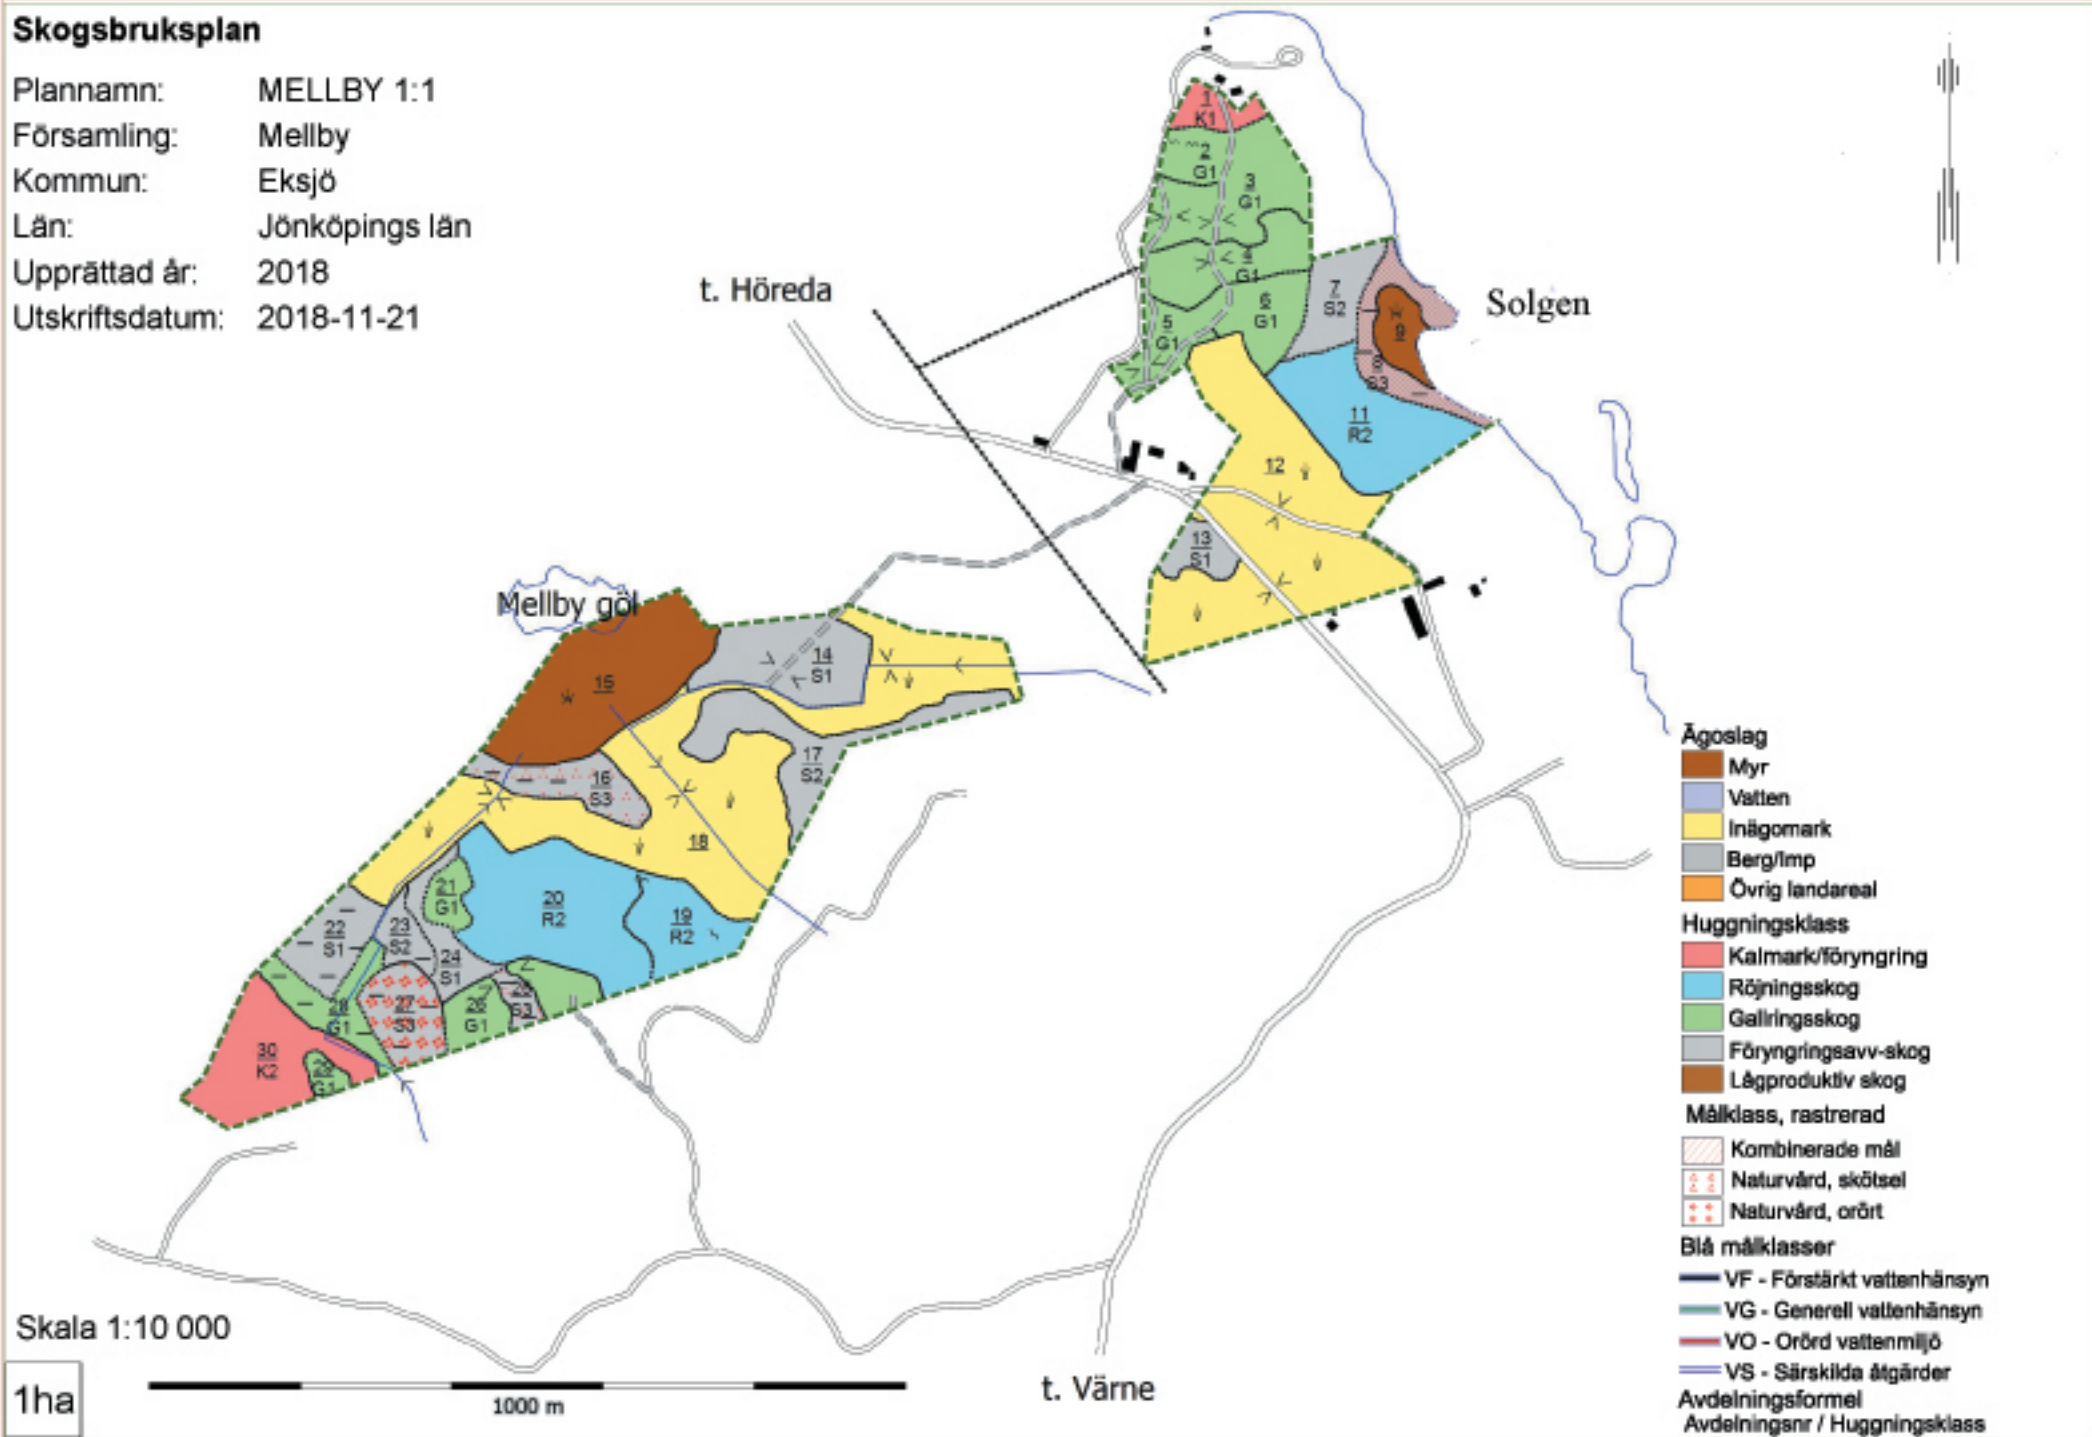 Skogsbruksplan
Plannamn: MELLBY 1:1
Församling: Mellby
Kommun: Eksjö
Län: Jönköpings län
Upprättad år: 2018
Utskriftsdatum: 2018-11-21
1
K1
2
G1
3
G1
4
G1
5
G1
6
G1
7
S2
8
S3
9
11
R2
12
13
S1
t. Höreda
Solgen
Mellby göl
14
S1
15
16
S3
17
S2
18
19
R2
20
R2
21
G1
22
S1
23
S2
24
S1
S3
26
G1
27
S3
G1
G1
30
K2
t. Värne
Skala 1:10 000
1ha
1000 m
Ägoslag
Myr
Vatten
Inägomark
Berg/Imp
Övrig landareal
Huggningsklass
Kalmark/föryngring
Röjningsskog
Gallringsskog
Föryngringsavv-skog
Lågproduktiv skog
Målklass, rastrerad
Kombinerade mål
Naturvård, skötsel
Naturvård, orört
Blå målklasser
VF - Förstärkt vattenhänsyn
VG - Generell vattenhänsyn
VO - Orörd vattenmiljö
VS - Särskilda åtgärder
Avdelningsformel
Avdelningsnr / Huggningsklass